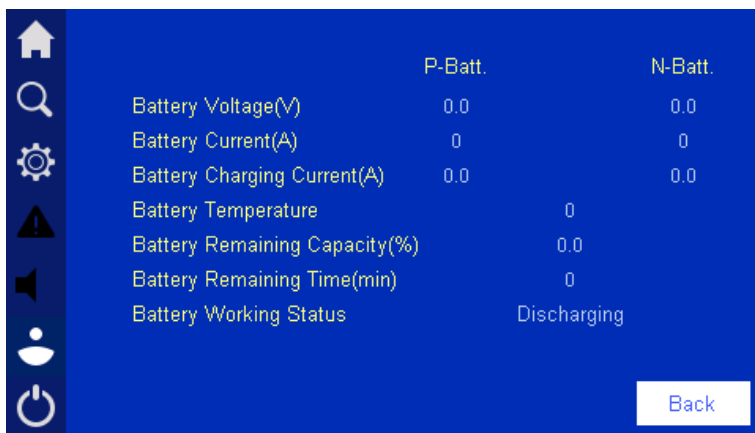 P-Batt. N-Batt.
Battery Voltage(V) 0.0 0.0
Battery Current(A) 0 0
Battery Charging Current(A) 0.0 0.0
Battery Temperature 0
Battery Remaining Capacity(%) 0.0
Battery Remaining Time(min) 0
Battery Working Status Discharging
Back